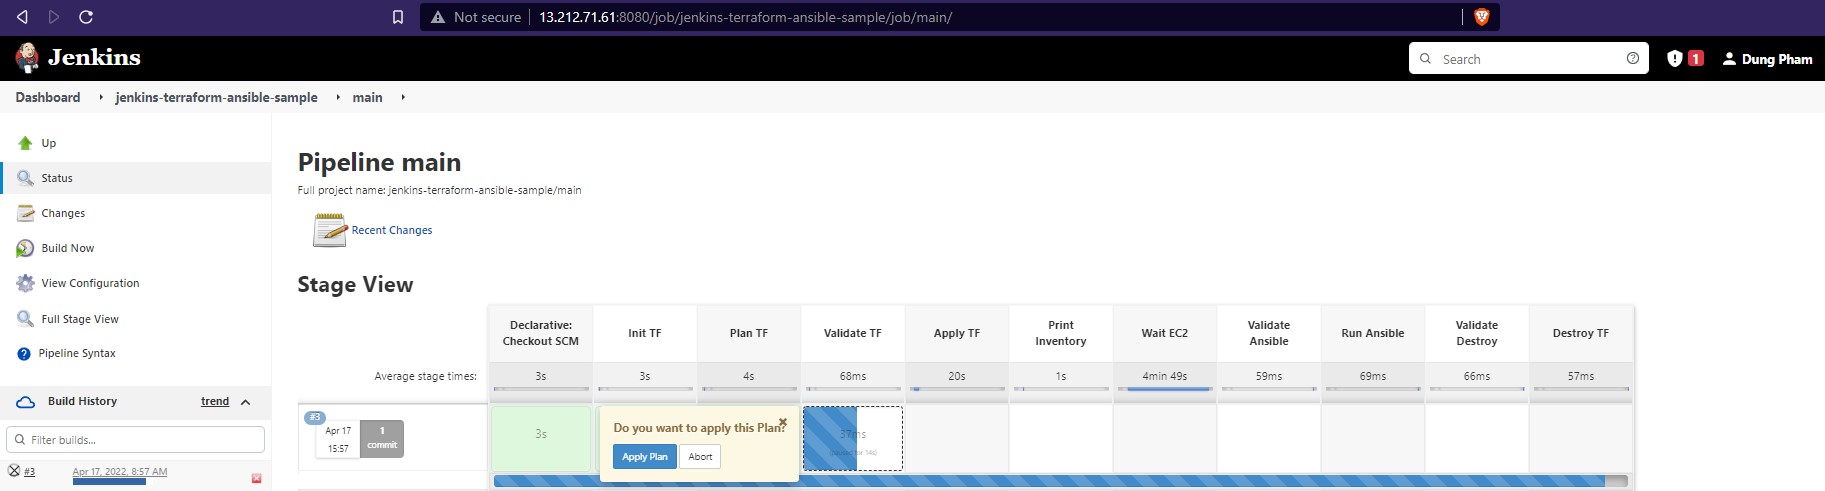 Not secure 13.212.71.61:8080/job/jenkins-terraform-ansible-sample/job/main/
Jenkins
Search
1
Dung Pham
Dashboard jenkins-terraform-ansible-sample main
Up
Status
Changes
Build Now
View Configuration
Full Stage View
Pipeline Syntax
Build History trend
Filter builds...
#3 Apr 17, 2022, 8:57 AM
Pipeline main
Full project name: jenkins-terraform-ansible-sample/main
Recent Changes
Stage View
Declarative: Checkout SCM
Init TF
Plan TF
Validate TF
Apply TF
Print Inventory
Wait EC2
Validate Ansible
Run Ansible
Validate Destroy
Destroy TF
Average stage times: 3s 3s 4s 68ms 20s 1s 4min 49s 59ms 69ms 66ms 57ms
#3
Apr 17
15:57
1
commit
3s
Do you want to apply this Plan?
Apply Plan Abort
37ms
(paused for 14s)